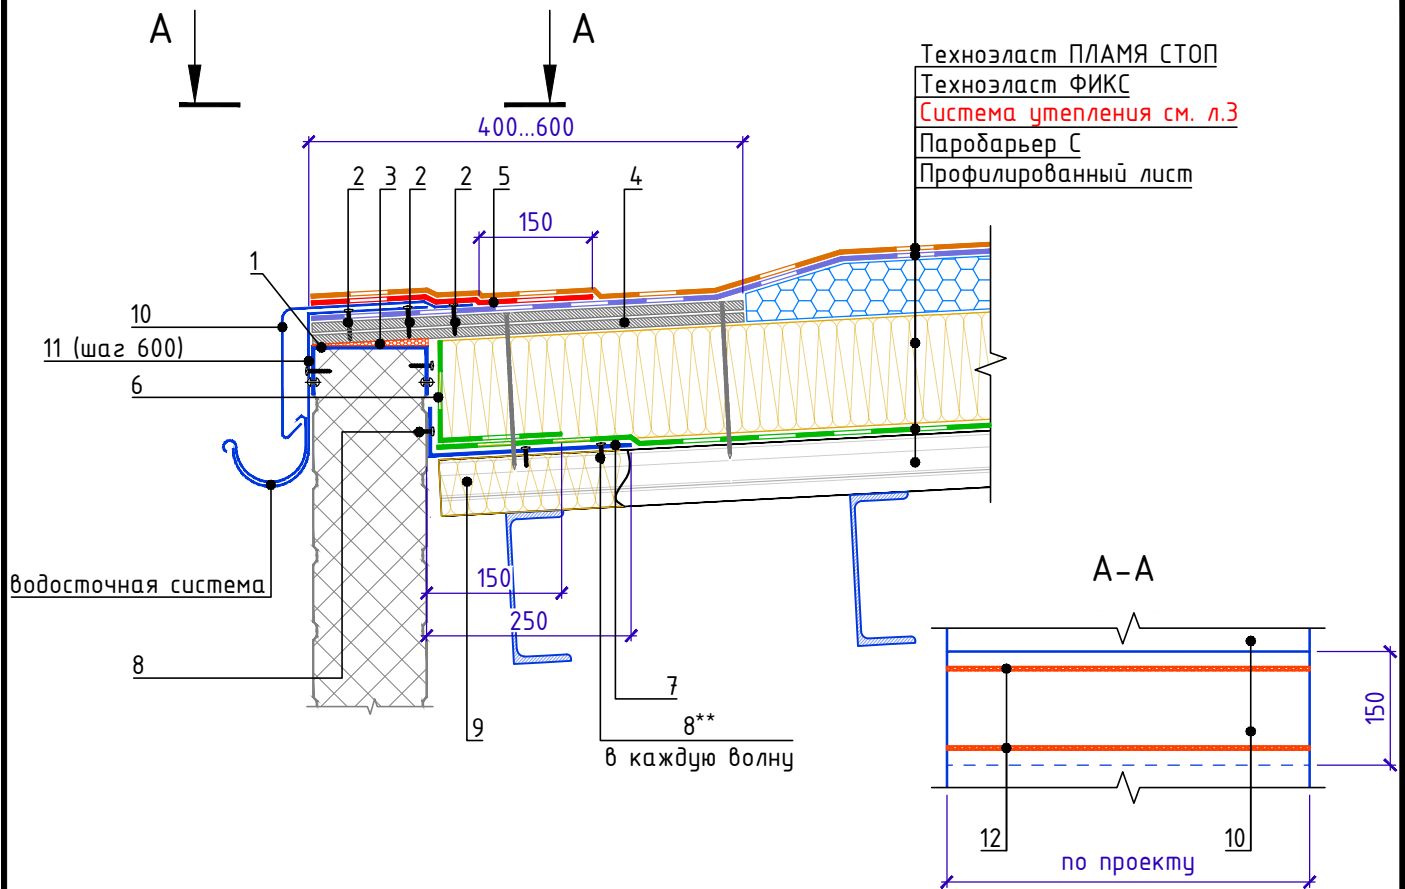 А
А
Техноэласт ПЛАМЯ СТОП
Техноэласт ФИКС
Система утепления см. л.3
Паробарьер С
Профилированный лист
400...600
2
3
2
2
5
4
150
1
10
11 (шаг 600)
6
водосточная система
150
250
8
7
9
8**
в каждую волну
А-А
150
12
10
по проекту